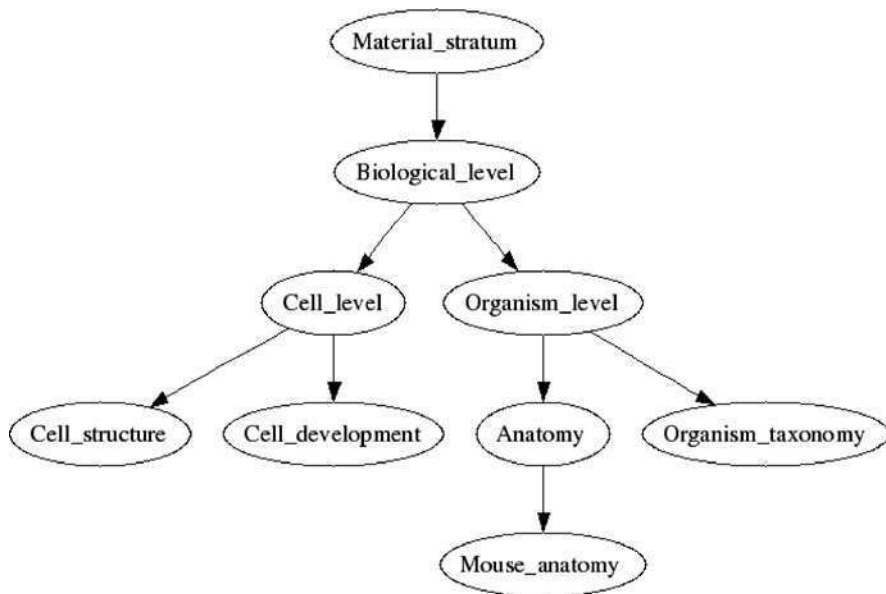 Material_stratum
Biological_level
Cell_level
Organism_level
Cell_structure
Cell_development
Anatomy
Organism_taxonomy
Mouse_anatomy